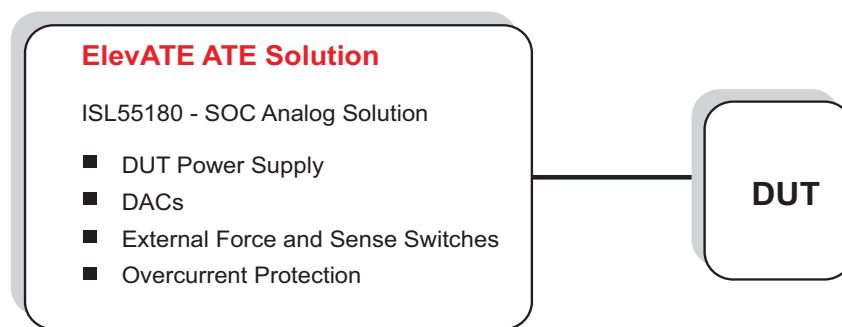 ElevATE ATE Solution
ISL55180 - SOC Analog Solution
■ DUT Power Supply
■ DACs
■ External Force and Sense Switches
■ Overcurrent Protection
DUT